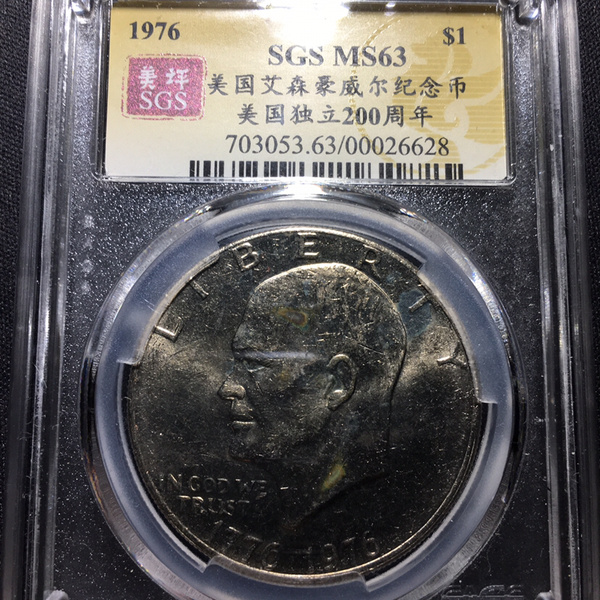 1976 $1
SGS MS63
美评
SGS
美国艾森豪威尔纪念币
美国独立200周年
703053.63/00026628
LIBERTY
IN GOD WE
TRUST
1776-1976